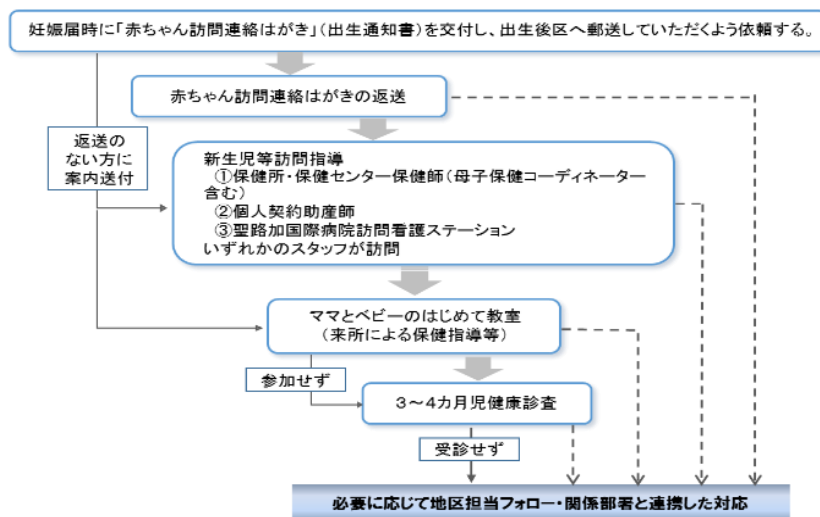 妊娠届時に「赤ちゃん訪問連絡はがき」(出生通知書)を交付し、出生後区へ郵送していただくよう依頼する。
赤ちゃん訪問連絡はがきの返送
返送の
ない方に
案内送付
新生児等訪問指導
①保健所・保健センター保健師(母子保健コーディネーター
含む)
②個人契約助産師
③聖路加国際病院訪問看護ステーション
いずれかのスタッフが訪問
ママとベビーのはじめて教室
(来所による保健指導等)
参加せず
3~4カ月児健康診査
受診せず
必要に応じて地区担当フォロー・関係部署と連携した対応